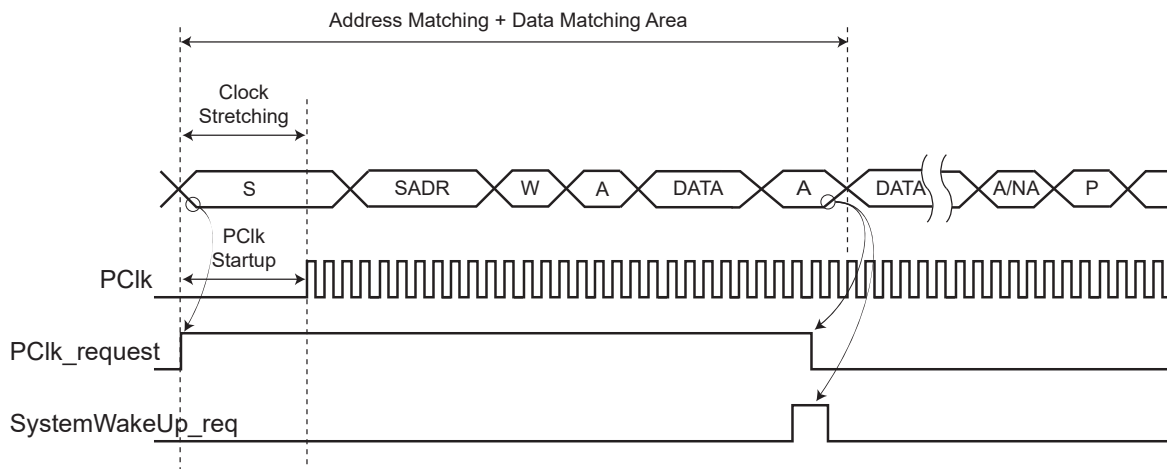 Address Matching + Data Matching Area
Clock
Stretching
S
SADR
W
A
DATA
A
DATA
A/NA
P
PClk
Startup
PClk
PClk_request
SystemWakeUp_req